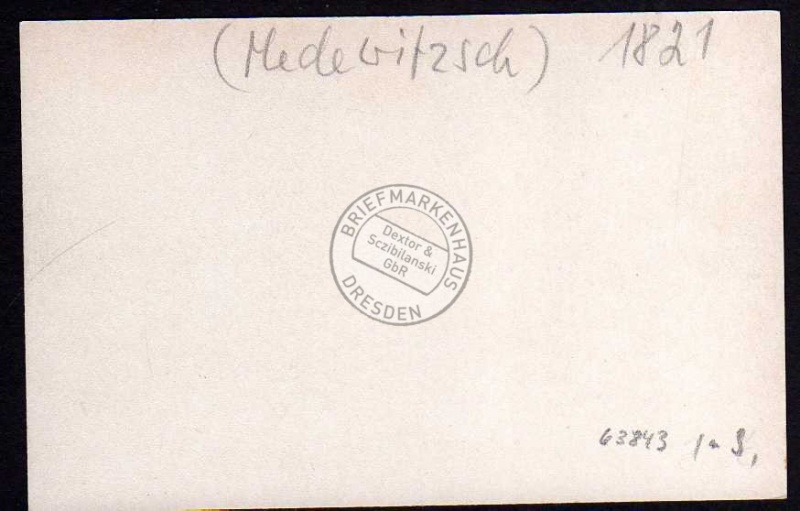 (Medewitzsch) 1821
BRIEFMARKENHAUS
Dextor &
Sczibilanski
GbR
DRESDEN
63843